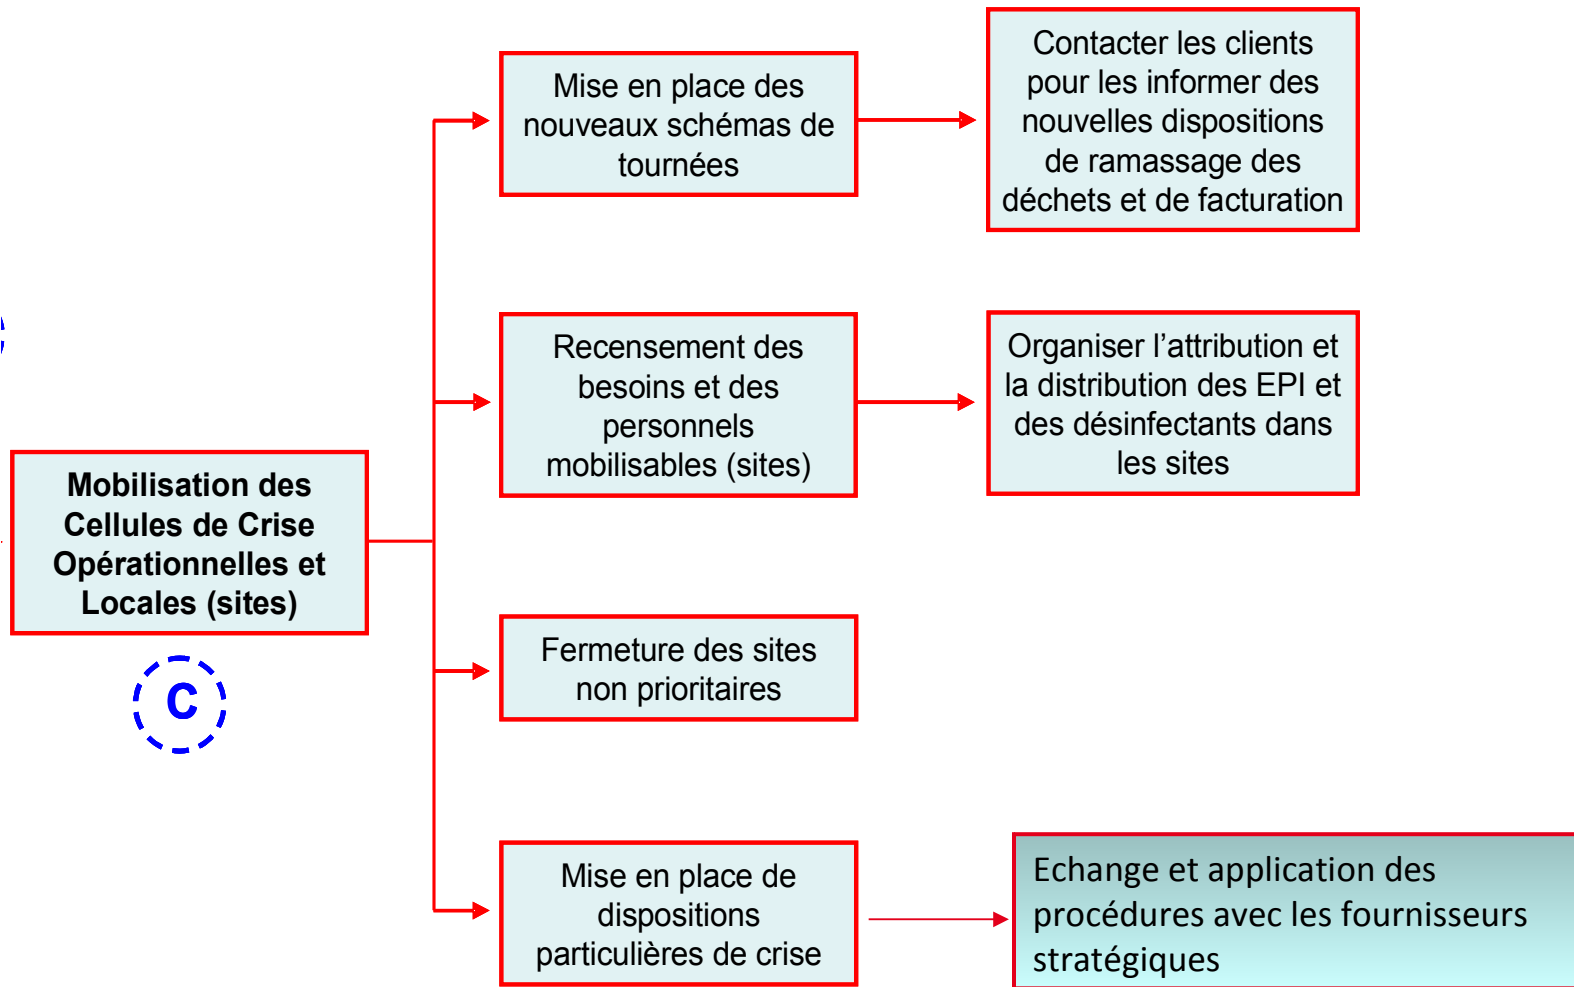 Mise en place des
nouveaux schémas de
tournées
Contacter les clients
pour les informer des
nouvelles dispositions
de ramassage des
déchets et de facturation
Recensement des
besoins et des
personnels
mobilisables (sites)
Organiser l’attribution et
la distribution des EPI et
des désinfectants dans
les sites
Mobilisation des
Cellules de Crise
Opérationnelles et
Locales (sites)
C
Fermeture des sites
non prioritaires
Mise en place de
dispositions
particulières de crise
Echange et application des
procédures avec les fournisseurs
stratégiques